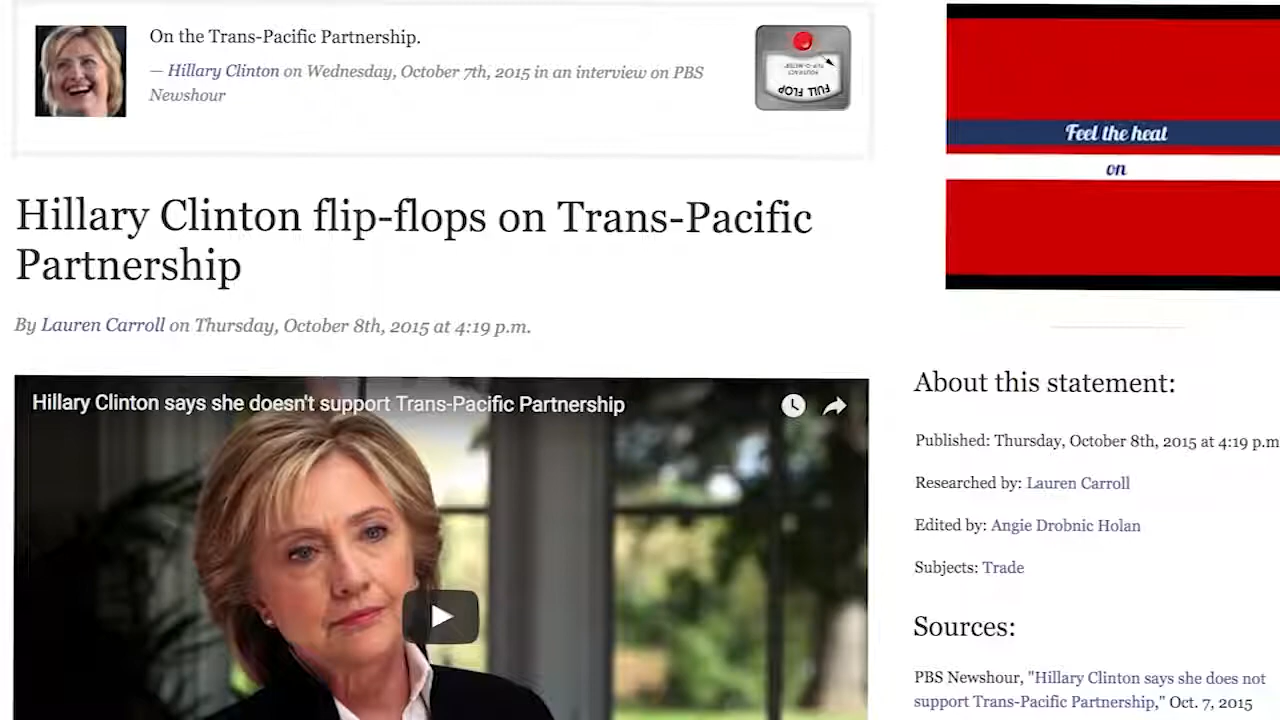 On the Trans-Pacific Partnership.
— Hillary Clinton on Wednesday, October 7th, 2015 in an interview on PBS
Newshour
FULL FLOP
Feel the heat
on
Hillary Clinton flip-flops on Trans-Pacific
Partnership
By Lauren Carroll on Thursday, October 8th, 2015 at 4:19 p.m.
Hillary Clinton says she doesn't support Trans-Pacific Partnership
About this statement:
Published: Thursday, October 8th, 2015 at 4:19 p.m
Researched by: Lauren Carroll
Edited by: Angie Drobnic Holan
Subjects: Trade
Sources:
PBS Newshour, "Hillary Clinton says she does not
support Trans-Pacific Partnership," Oct. 7, 2015